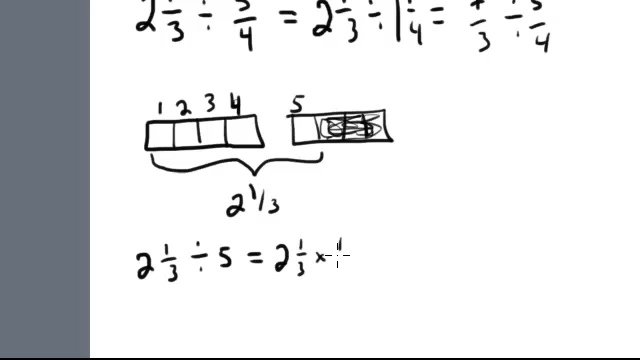 2 1/3 ÷ 5/4 = 2 1/3 ÷ 1 1/4 = 7/3 ÷ 5/4
1 2 3 4 5
2 1/3
2 1/3 ÷ 5 = 2 1/3 × 1